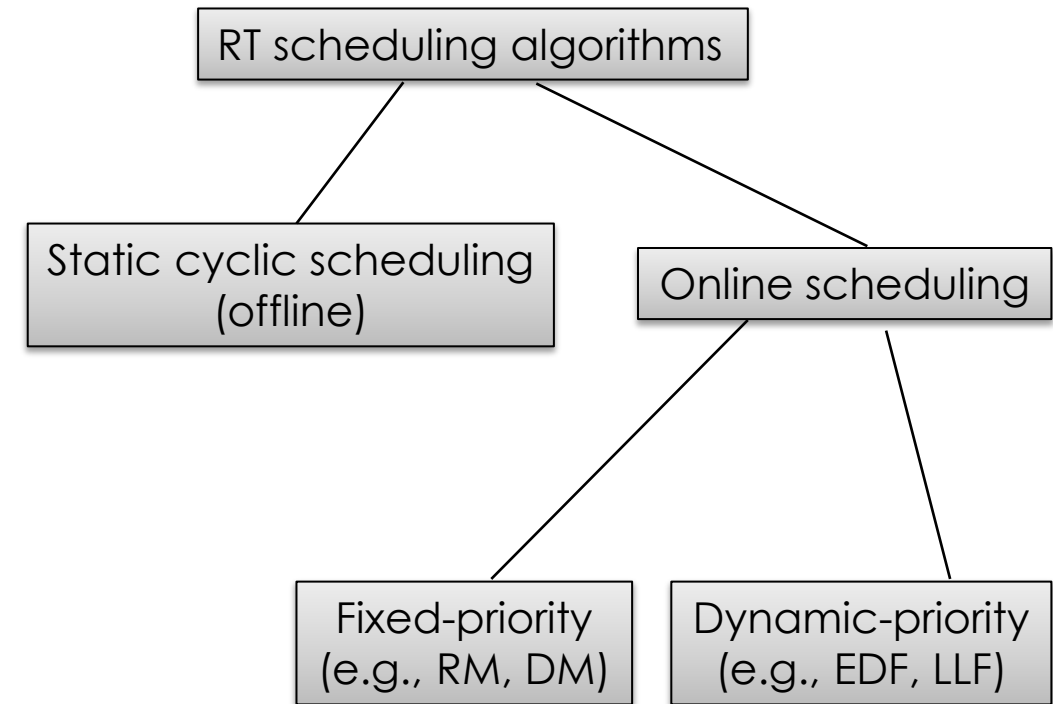 RT scheduling algorithms
Static cyclic scheduling
(offline)
Online scheduling
Fixed-priority
(e.g., RM, DM)
Dynamic-priority
(e.g., EDF, LLF)